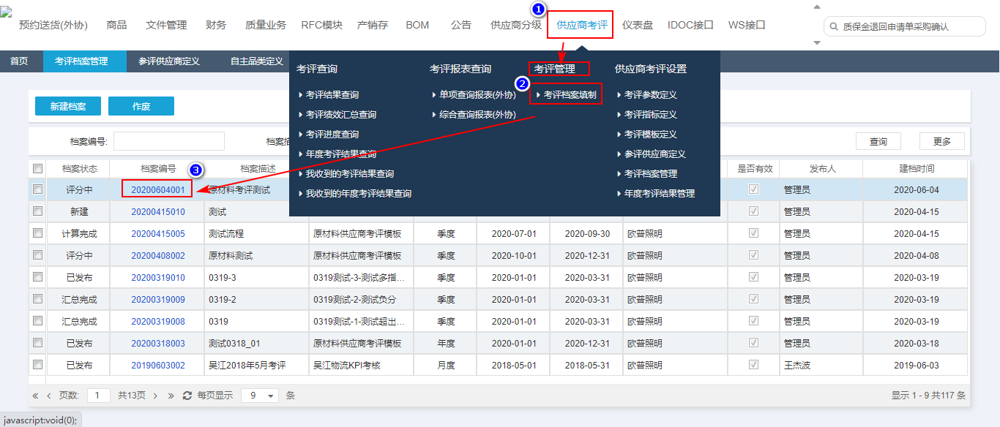 预约送货(外协) 商品 文件管理 财务 质量业务 RFC模块 产销存 BOM 公告 供应商分级 供应商考评 仪表盘 IDOC接口 WS接口 质保金退回申请单采购确认
1
首页 考评档案管理 参评供应商定义 自主品类定义
考评查询 考评报表查询 考评管理 供应商考评设置
2
考评结果查询 单项查询报表(外协) 考评档案填制 考评参数定义
考评绩效汇总查询 综合查询报表(外协) 考评指标定义
考评进度查询 考评模板定义
年度考评结果查询 参评供应商定义
我收到的考评结果查询 考评档案管理
我收到的年度考评结果查询 年度考评结果管理
新建档案 作废
档案编号: 档案描 查询 更多
3
档案状态 档案编号 档案描述 是否有效 发布人 建档时间
评分中 20200604001 原材料考评测试 管理员 2020-06-04
新建 20200415010 测试 管理员 2020-04-15
计算完成 20200415005 测试流程 原材料供应商考评模板 季度 2020-07-01 2020-09-30 欧普照明 管理员 2020-04-15
评分中 20200408002 原材料测试 原材料供应商考评模板 季度 2020-10-01 2020-12-31 欧普照明 管理员 2020-04-08
已发布 20200319010 0319-3 0319测试-3-测试多指... 季度 2020-01-01 2020-03-31 欧普照明 管理员 2020-03-19
汇总完成 20200319009 0319-2 0319测试-2-测试负分 季度 2020-01-01 2020-03-31 欧普照明 管理员 2020-03-19
汇总完成 20200319008 0319 0319测试-1-测试超出... 季度 2020-01-01 2020-03-31 欧普照明 管理员 2020-03-19
已发布 20200318003 测试0318_01 原材料供应商考评模板 年度 2020-01-01 2020-12-31 欧普照明 管理员 2020-03-18
已发布 20190603002 吴江2018年5月考评 吴江物流KPI考核 月度 2018-05-01 2018-05-31 欧普照明 王杰波 2019-06-03
« ‹ 页数: 1 共13页 › » 每页显示 9 条 显示 1 - 9 共117 条
javascript:void(0);